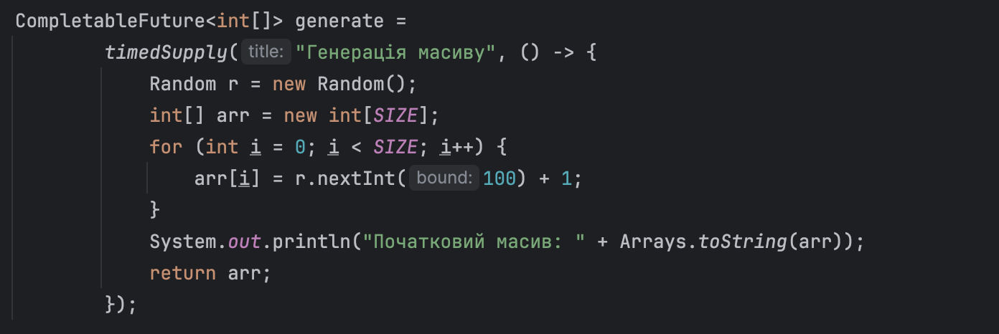 CompletableFuture<int[]> generate =
timedSupply( title: "Генерація масиву", () -> {
Random r = new Random();
int[] arr = new int[SIZE];
for (int i = 0; i < SIZE; i++) {
arr[i] = r.nextInt( bound: 100) + 1;
}
System.out.println("Початковий масив: " + Arrays.toString(arr));
return arr;
});